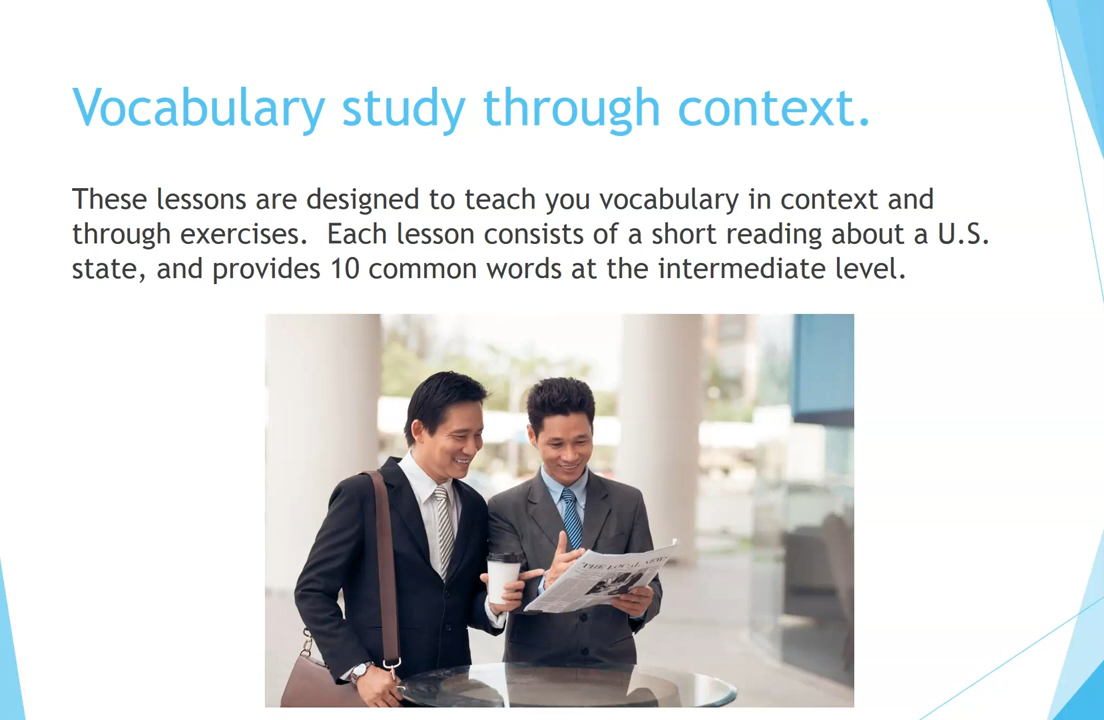 Vocabulary study through context.
These lessons are designed to teach you vocabulary in context and
through exercises.  Each lesson consists of a short reading about a U.S.
state, and provides 10 common words at the intermediate level.
THE LOCAL NEWS